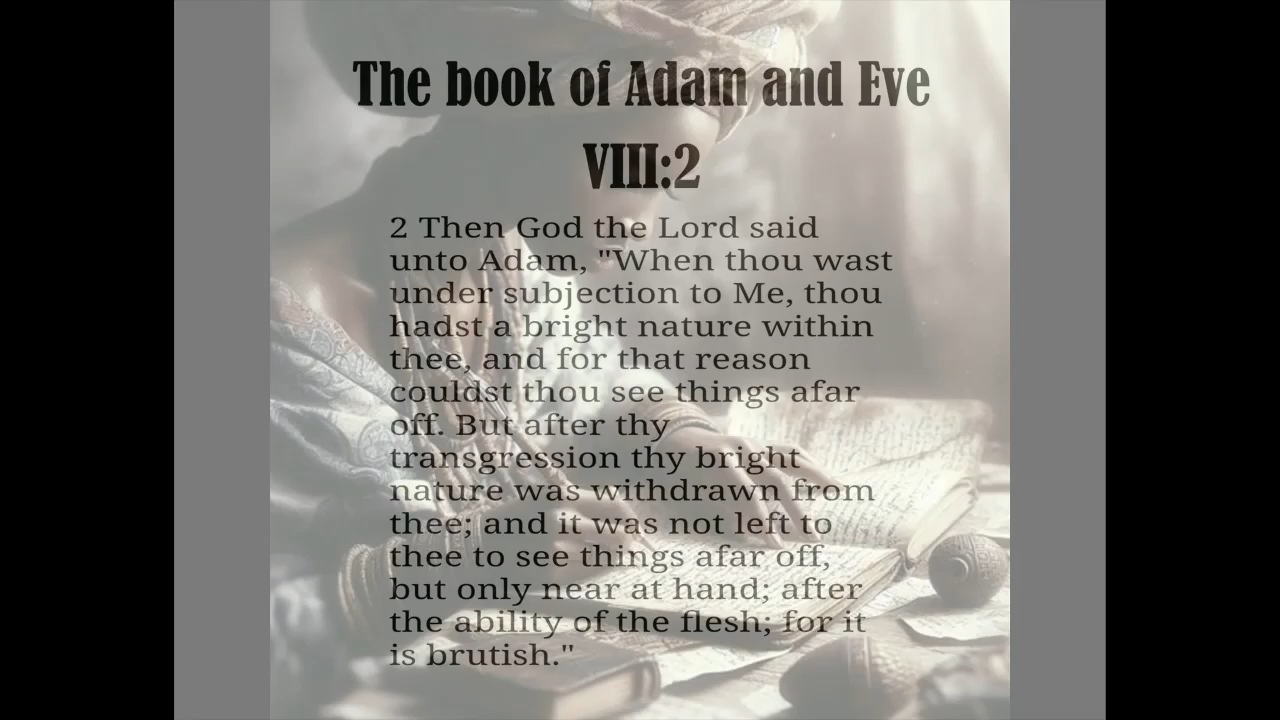 The book of Adam and Eve
VIII:2
2 Then God the Lord said
unto Adam, "When thou wast
under subjection to Me, thou
hadst a bright nature within
thee, and for that reason
couldst thou see things afar
off. But after thy
transgression thy bright
nature was withdrawn from
thee; and it was not left to
thee to see things afar off,
but only near at hand; after
the ability of the flesh; for it
is brutish."